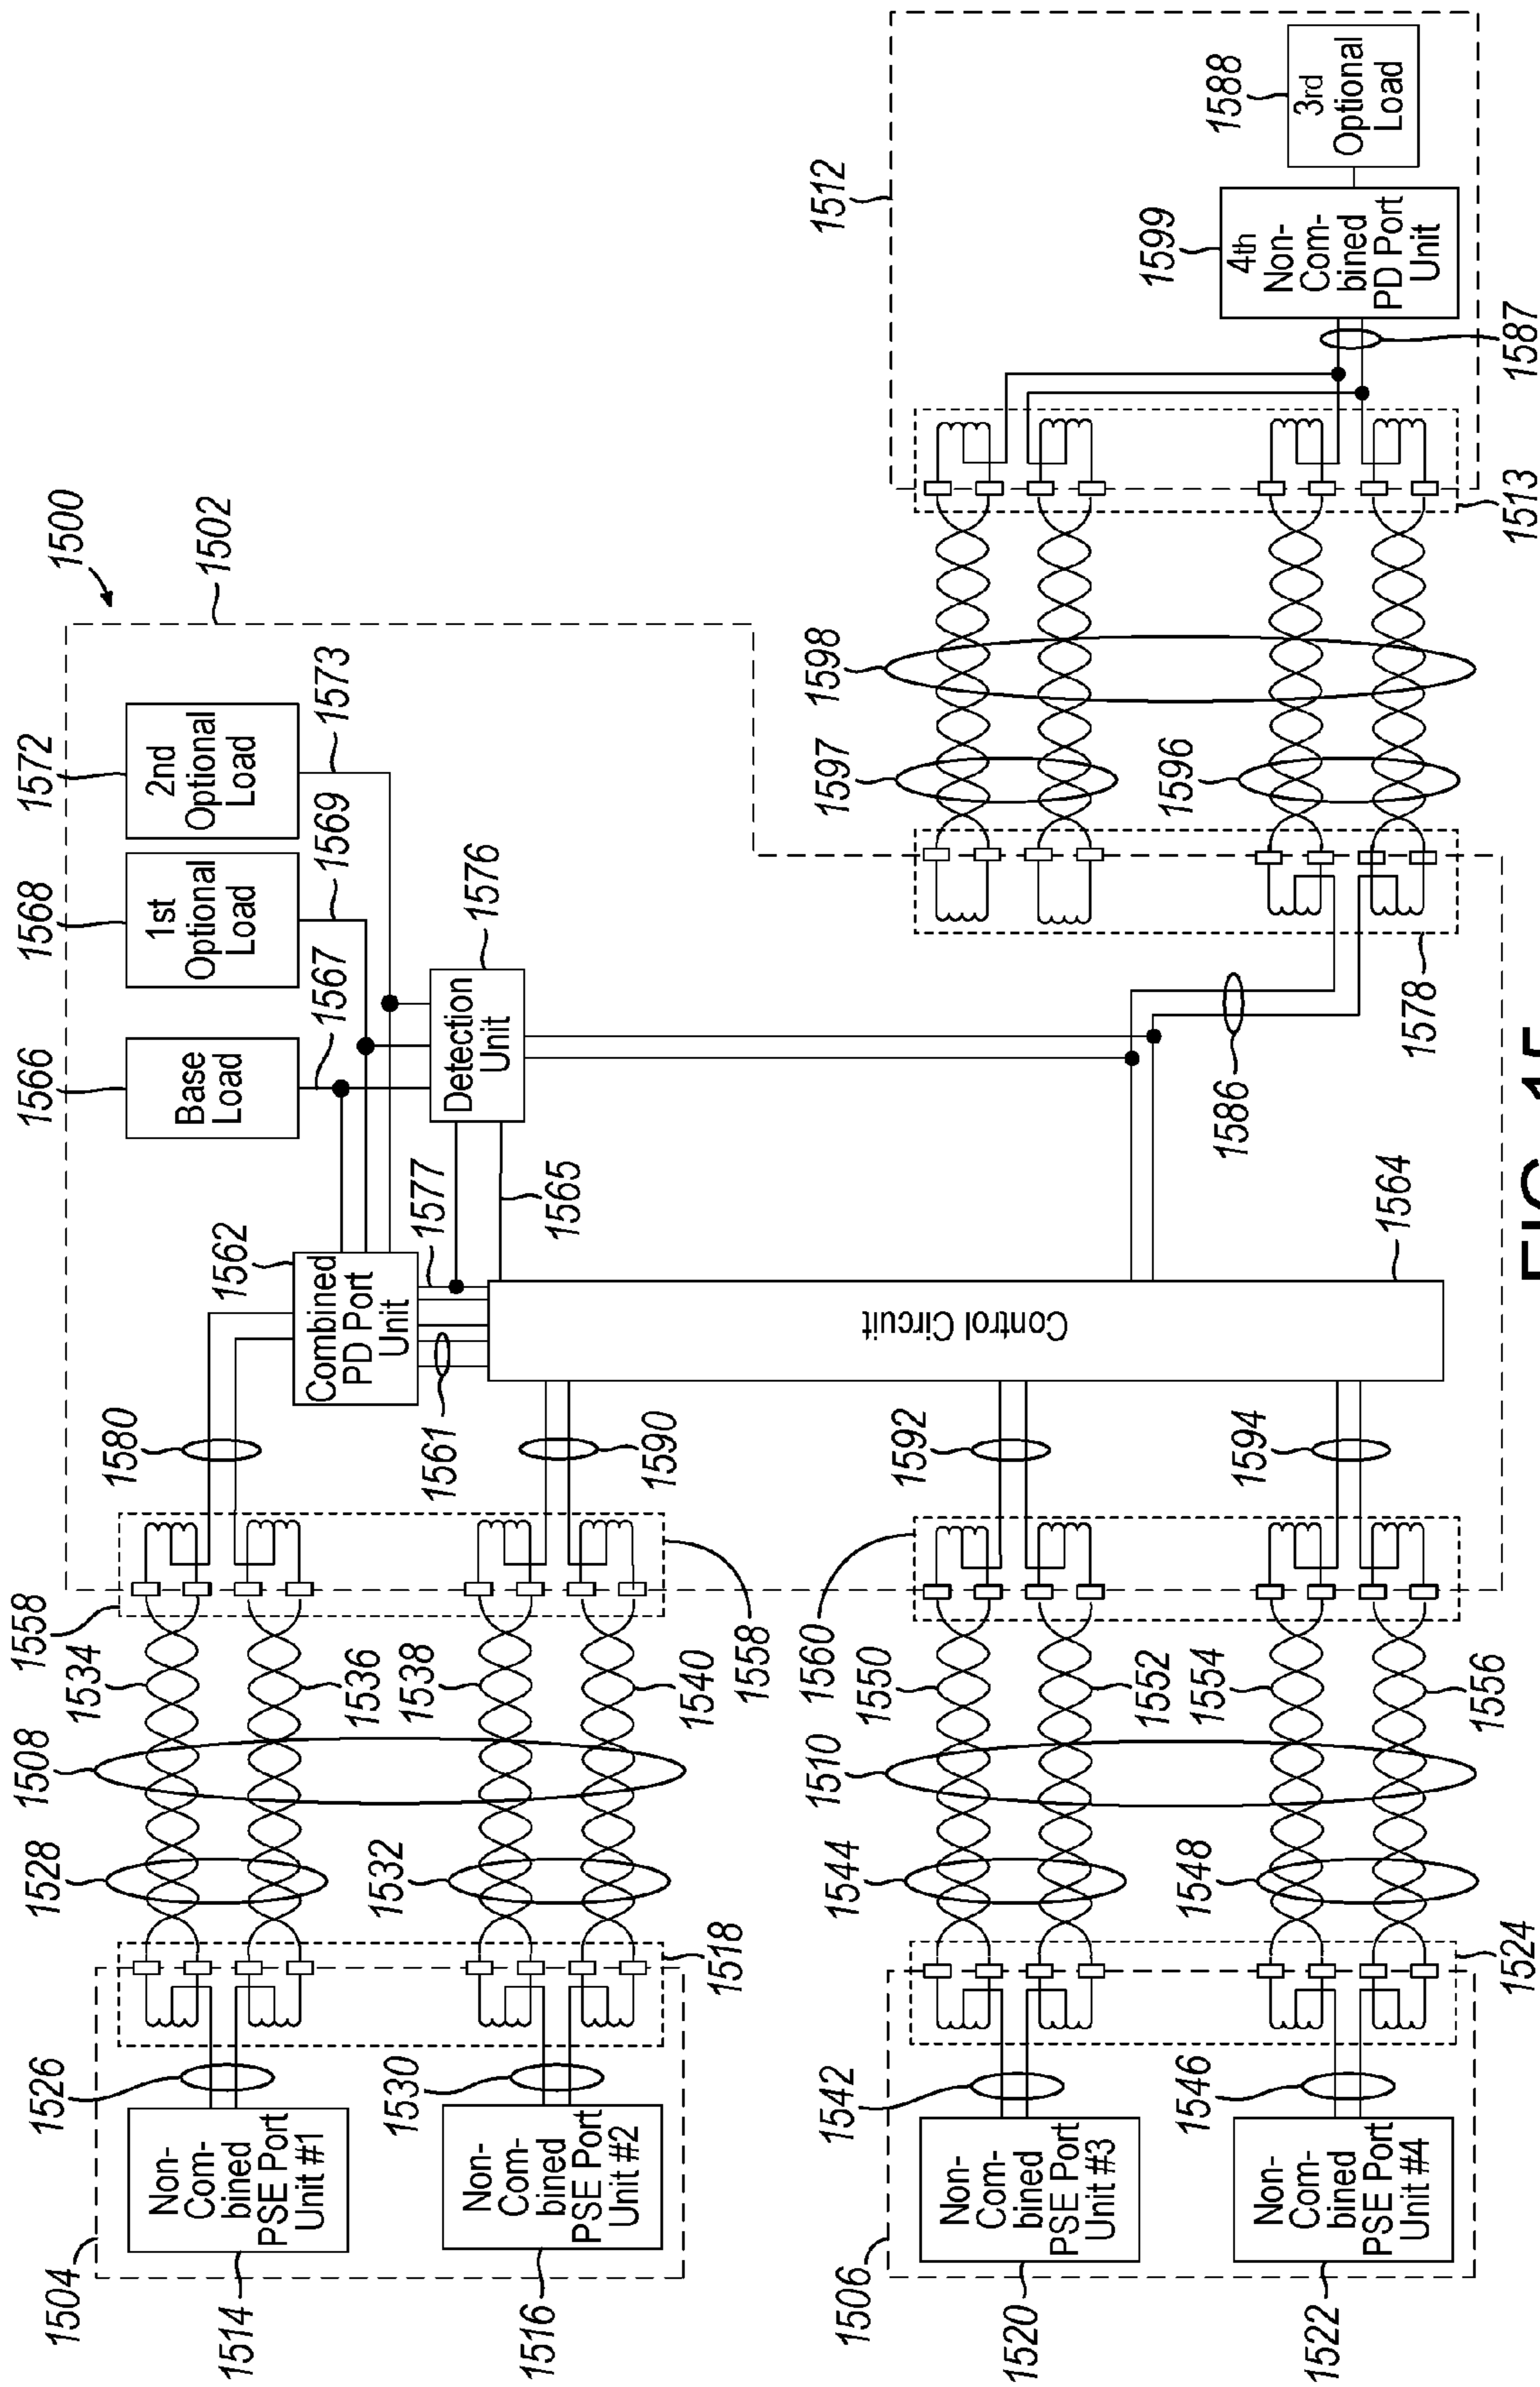 1500
1502
1504
1514
Non-
Com-
bined
PSE Port
Unit #1
1516
Non-
Com-
bined
PSE Port
Unit #2
1526
1530
1518
1528
1532
1508
1534
1536
1538
1540
1558
1558
1580
1590
1561
1562
Combined
PD Port
Unit
1577
1565
1566
Base
Load
1567
1568
1st
Optional
Load
1569
1572
2nd
Optional
Load
1573
1576
Detection
Unit
1506
1520
Non-
Com-
bined
PSE Port
Unit #3
1522
Non-
Com-
bined
PSE Port
Unit #4
1542
1546
1524
1544
1548
1510
1550
1552
1554
1556
1560
1592
1594
Control Circuit
1564
1586
1578
1597
1596
1598
1513
1512
1587
1599
4th
Non-
Com-
bined
PD Port
Unit
1588
3rd
Optional
Load